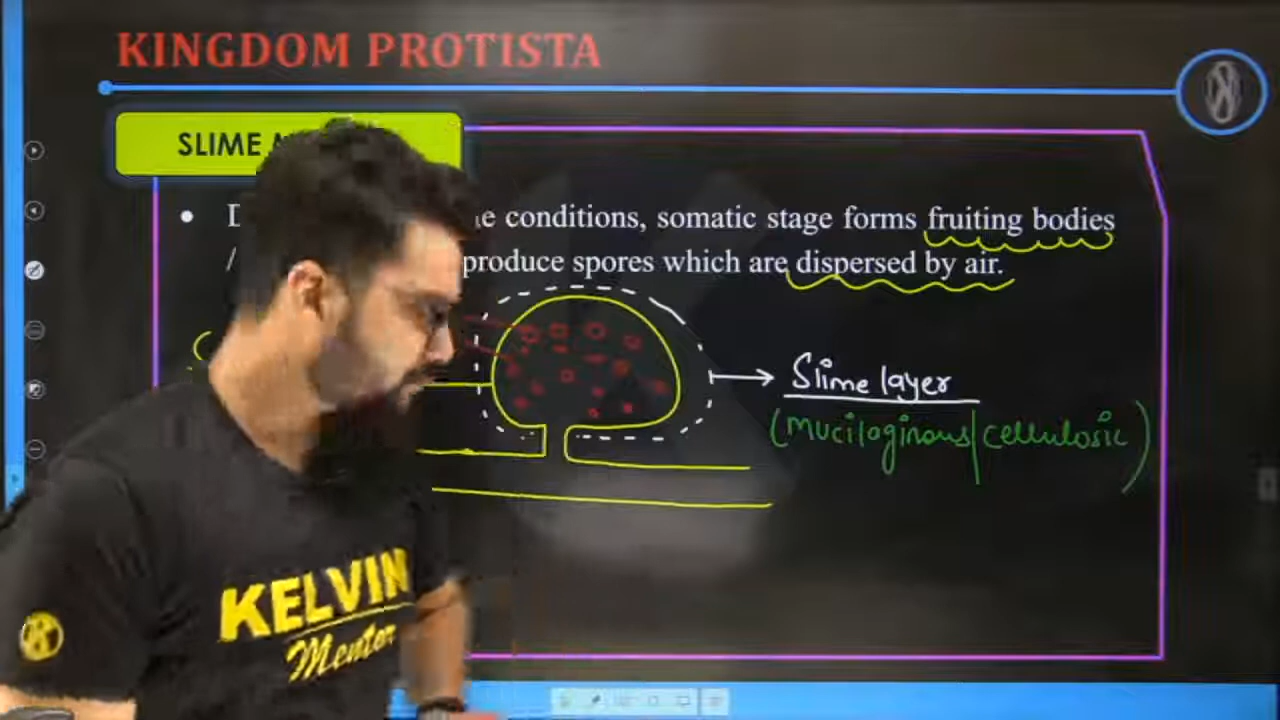 KINGDOM PROTISTA
SLIME
• D e conditions, somatic stage forms fruiting bodies
/ produce spores which are dispersed by air.
Slime layer
(mucilaginous/cellulosic)
KELVIN
Mentor